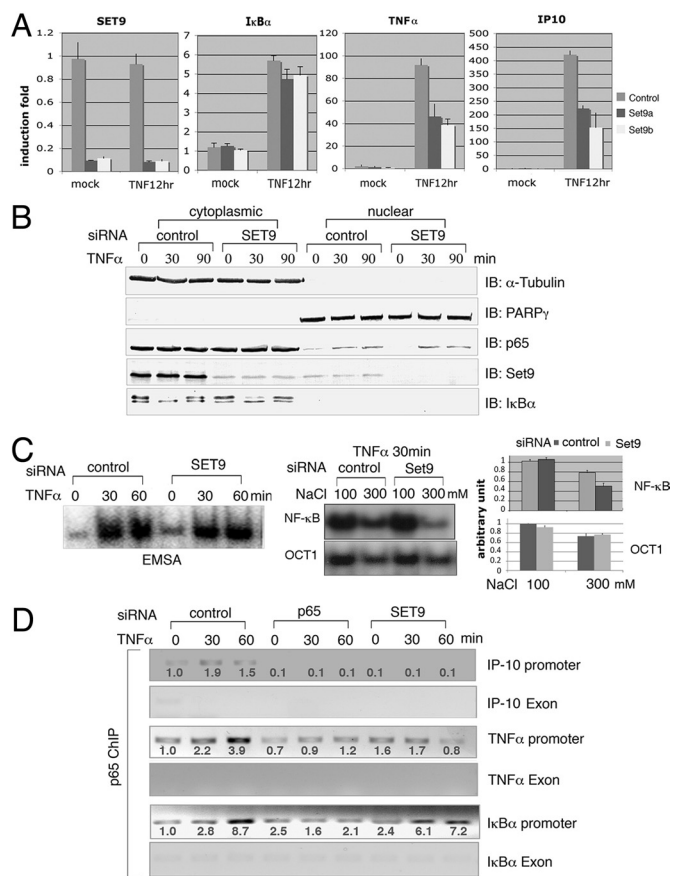 A
SET9
IκBα
TNFα
IP10
induction fold
1.2
1
0.8
0.6
0.4
0.2
0
mock TNF12hr
7
6
5
4
3
2
1
0
mock TNF12hr
120
100
80
60
40
20
0
mock TNF12hr
500
450
400
350
300
250
200
150
100
50
0
mock TNF12hr
Control
Set9a
Set9b
B
cytoplasmic nuclear
siRNA control SET9 control SET9
TNFα 0 30 90 0 30 90 0 30 90 0 30 90 min
IB: α-Tubulin
IB: PARPγ
IB: p65
IB: Set9
IB: IκBα
C
siRNA control SET9
TNFα 0 30 60 0 30 60 min
EMSA
TNFα 30min
siRNA control Set9
NaCl 100 300 100 300 mM
NF-κB
OCT1
siRNA control Set9
arbitrary unit
1
0.8
0.6
0.4
0.2
0
NF-κB
1
0.8
0.6
0.4
0.2
0
OCT1
NaCl 100 300 mM
D
siRNA control p65 SET9
TNFα 0 30 60 0 30 60 0 30 60 min
p65 ChIP
1.0 1.9 1.5 0.1 0.1 0.1 0.1 0.1 0.1
IP-10 promoter
IP-10 Exon
1.0 2.2 3.9 0.7 0.9 1.2 1.6 1.7 0.8
TNFα promoter
TNFα Exon
1.0 2.8 8.7 2.5 1.6 2.1 2.4 6.1 7.2
IκBα promoter
IκBα Exon